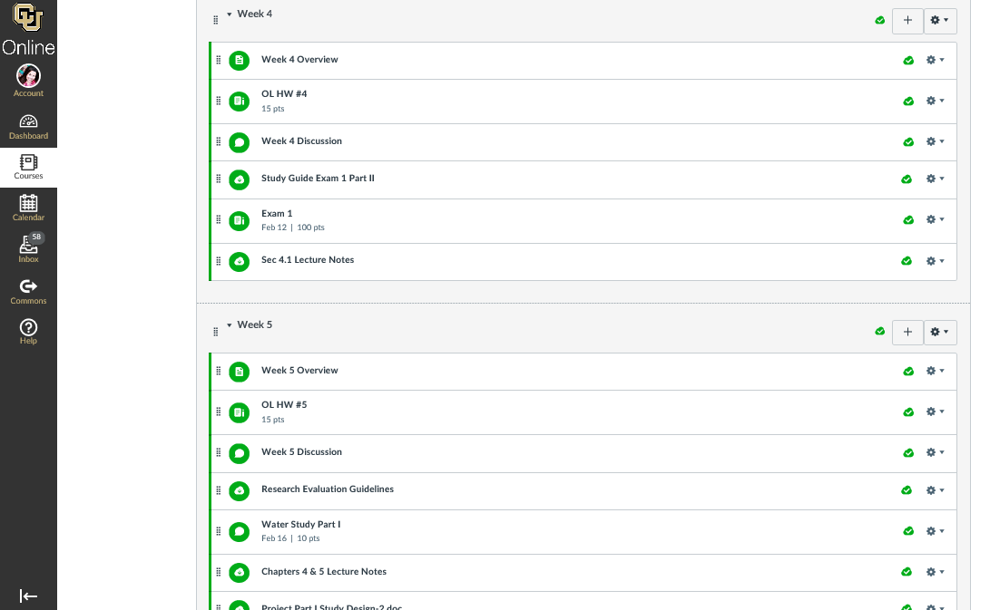 CU
Online
Account
Dashboard
Courses
Calendar
58
Inbox
Commons
Help
Week 4
Week 4 Overview
OL HW #4
15 pts
Week 4 Discussion
Study Guide Exam 1 Part II
Exam 1
Feb 12 | 100 pts
Sec 4.1 Lecture Notes
Week 5
Week 5 Overview
OL HW #5
15 pts
Week 5 Discussion
Research Evaluation Guidelines
Water Study Part I
Feb 16 | 10 pts
Chapters 4 & 5 Lecture Notes
Project Part I Study Design-2.doc